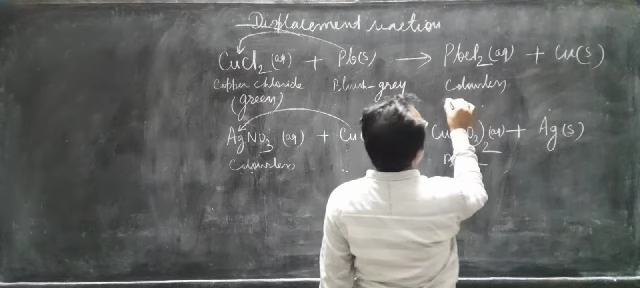 Displacement reaction
CuCl₂(aq) + Pb(s) → PbCl₂(aq) + Cu(s)
Copper chloride Bluish-grey Colourless
(green)
AgNO₃(aq) + Cu )₂(aq) + Ag(s)
Colourless